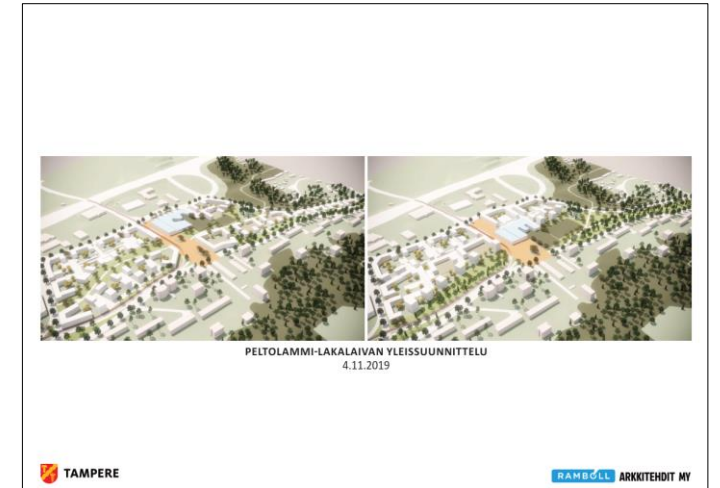 PELTOLAMMI-LAKALAIVAN YLEISSUUNNITTELU
4.11.2019
TAMPERE
RAMBOLL ARKKITEHDIT MY